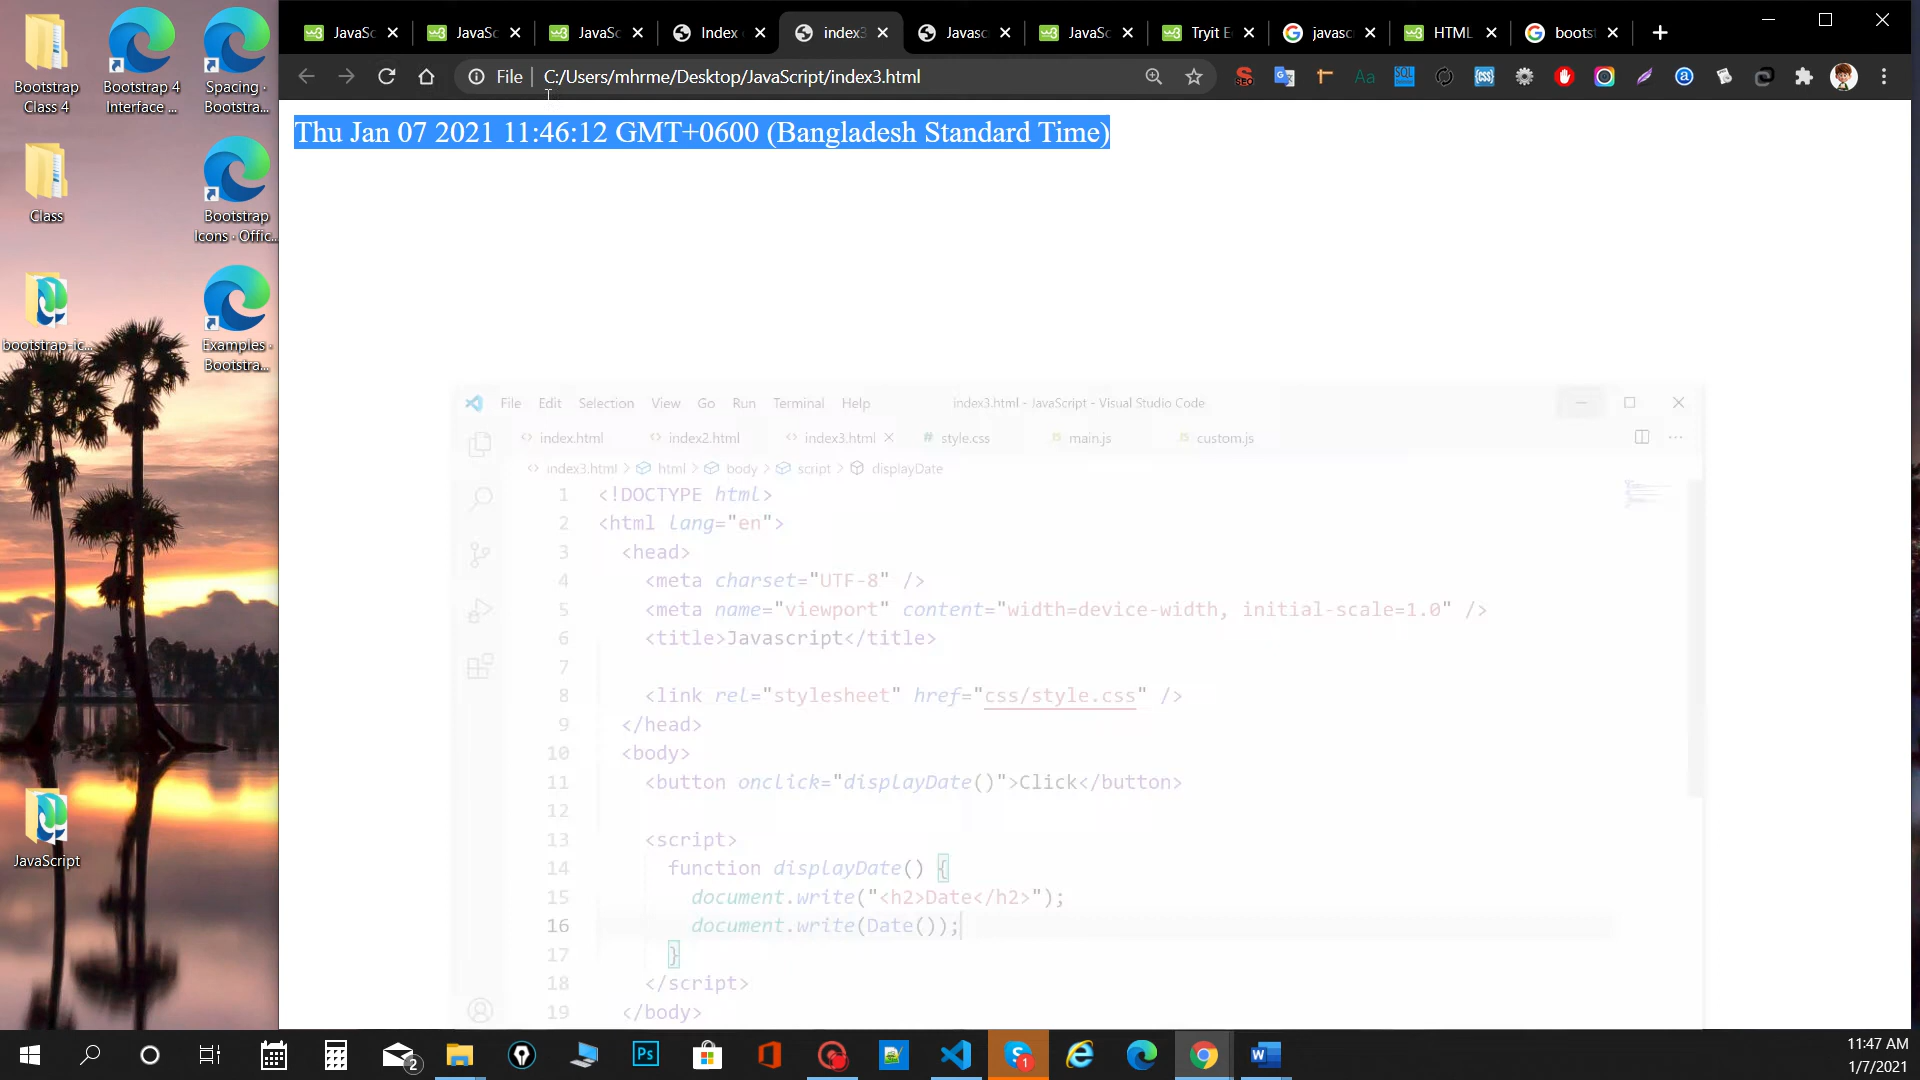 Bootstrap Class 4
Bootstrap 4 Interface ...
Spacing · Bootstra...
Class
Bootstrap Icons · Offic...
bootstrap-ic...
Examples · Bootstra...
JavaScript
JavaSc
JavaSc
JavaSc
Index
index3
Javasc
JavaSc
Tryit E
javasc
HTML
boots
File C:/Users/mhrme/Desktop/JavaScript/index3.html
Thu Jan 07 2021 11:46:12 GMT+0600 (Bangladesh Standard Time)
File Edit Selection View Go Run Terminal Help index3.html - JavaScript - Visual Studio Code
index.html index2.html index3.html # style.css main.js custom.js
index3.html > html > body > script > displayDate
1 <!DOCTYPE html>
2 <html lang="en">
3 <head>
4 <meta charset="UTF-8" />
5 <meta name="viewport" content="width=device-width, initial-scale=1.0" />
6 <title>Javascript</title>
7
8 <link rel="stylesheet" href="css/style.css" />
9 </head>
10 <body>
11 <button onclick="displayDate()">Click</button>
12
13 <script>
14 function displayDate() {
15 document.write("<h2>Date</h2>");
16 document.write(Date());
17 }
18 </script>
19 </body>
2
Ps
1
11:47 AM
1/7/2021